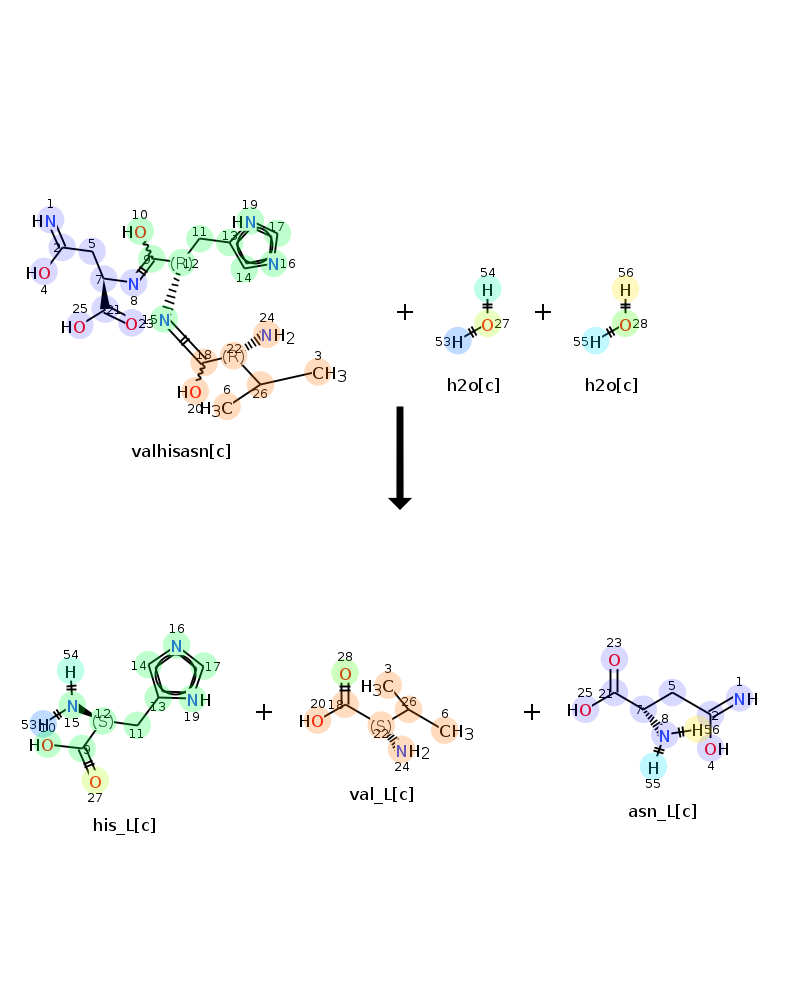 1
HN
2
5
HO
4
7
N
8
25
HO
21
O
23
10
HO
9
(R)
12
11
13
19
HN
17
N
16
14
15
N
18
HO
20
22
(R)
24
NH2
3
CH3
6
H3C
26
valhisasn[c]
+
54
H
53H
O
27
h2o[c]
+
56
H
55H
O
28
h2o[c]
54
H
53H
N
15
12
(S)
10
HO
9
O
27
11
13
14
16
N
17
NH
19
his_L[c]
+
28
O
20
HO
18
3
H3C
26
6
CH3
(S)
22
NH2
24
val_L[c]
+
23
O
25
HO
21
7
5
8
N
H56
H
55
2
1
NH
OH
4
asn_L[c]